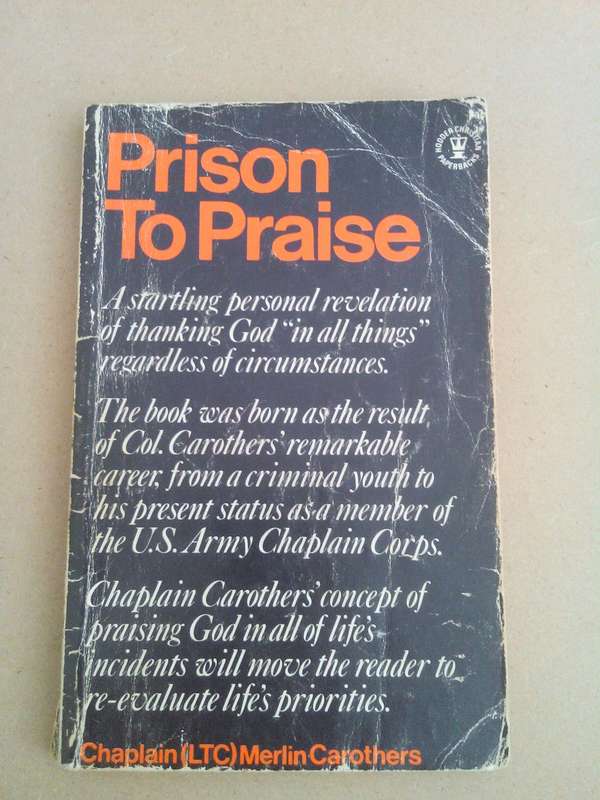 Prison
To Praise
HODDER CHRISTIAN
PAPERBACKS
A startling personal revelation
of thanking God "in all things"
regardless of circumstances.
The book was born as the result
of Col. Carothers' remarkable
career, from a criminal youth to
his present status as a member of
the U.S. Army Chaplain Corps.
Chaplain Carothers' concept of
praising God in all of life's
incidents will move the reader to
re-evaluate life's priorities.
Chaplain (LTC) Merlin Carothers